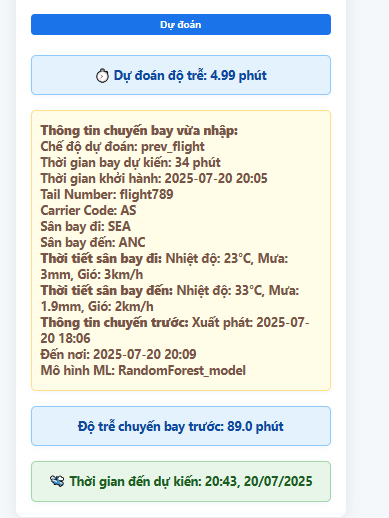 Dự đoán
⏱ Dự đoán độ trễ: 4.99 phút
Thông tin chuyến bay vừa nhập:
Chế độ dự đoán: prev_flight
Thời gian bay dự kiến: 34 phút
Thời gian khởi hành: 2025-07-20 20:05
Tail Number: flight789
Carrier Code: AS
Sân bay đi: SEA
Sân bay đến: ANC
Thời tiết sân bay đi: Nhiệt độ: 23°C, Mưa:
3mm, Gió: 3km/h
Thời tiết sân bay đến: Nhiệt độ: 33°C, Mưa:
1.9mm, Gió: 2km/h
Thông tin chuyến trước: Xuất phát: 2025-07-
20 18:06
Đến nơi: 2025-07-20 20:09
Mô hình ML: RandomForest_model
Độ trễ chuyến bay trước: 89.0 phút
🛬 Thời gian đến dự kiến: 20:43, 20/07/2025